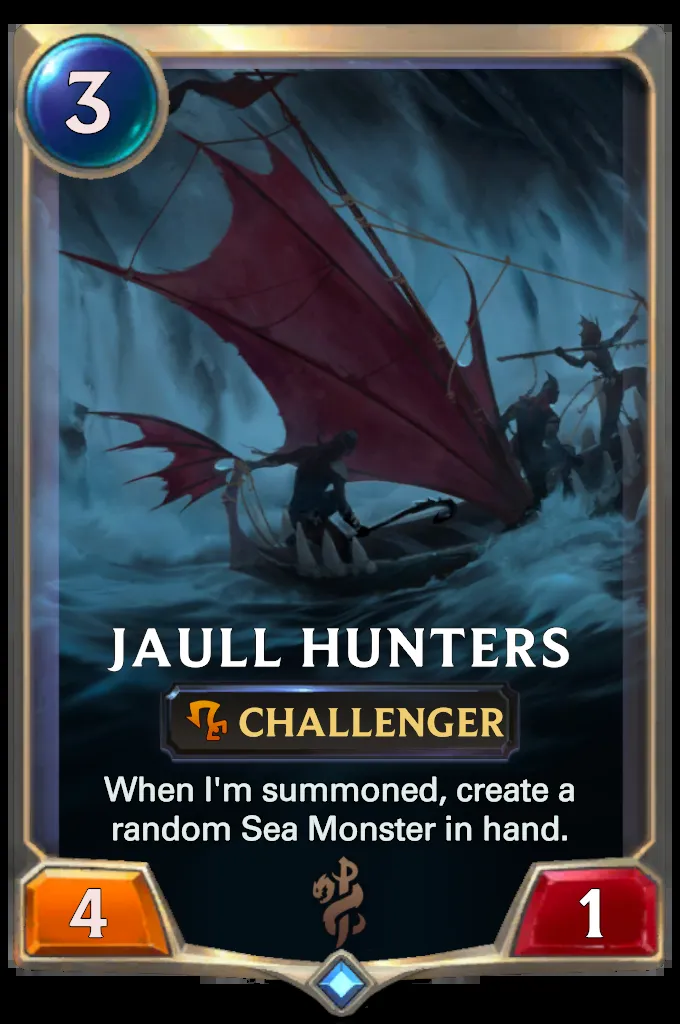 3
JAULL HUNTERS
CHALLENGER
When I'm summoned, create a
random Sea Monster in hand.
4
1